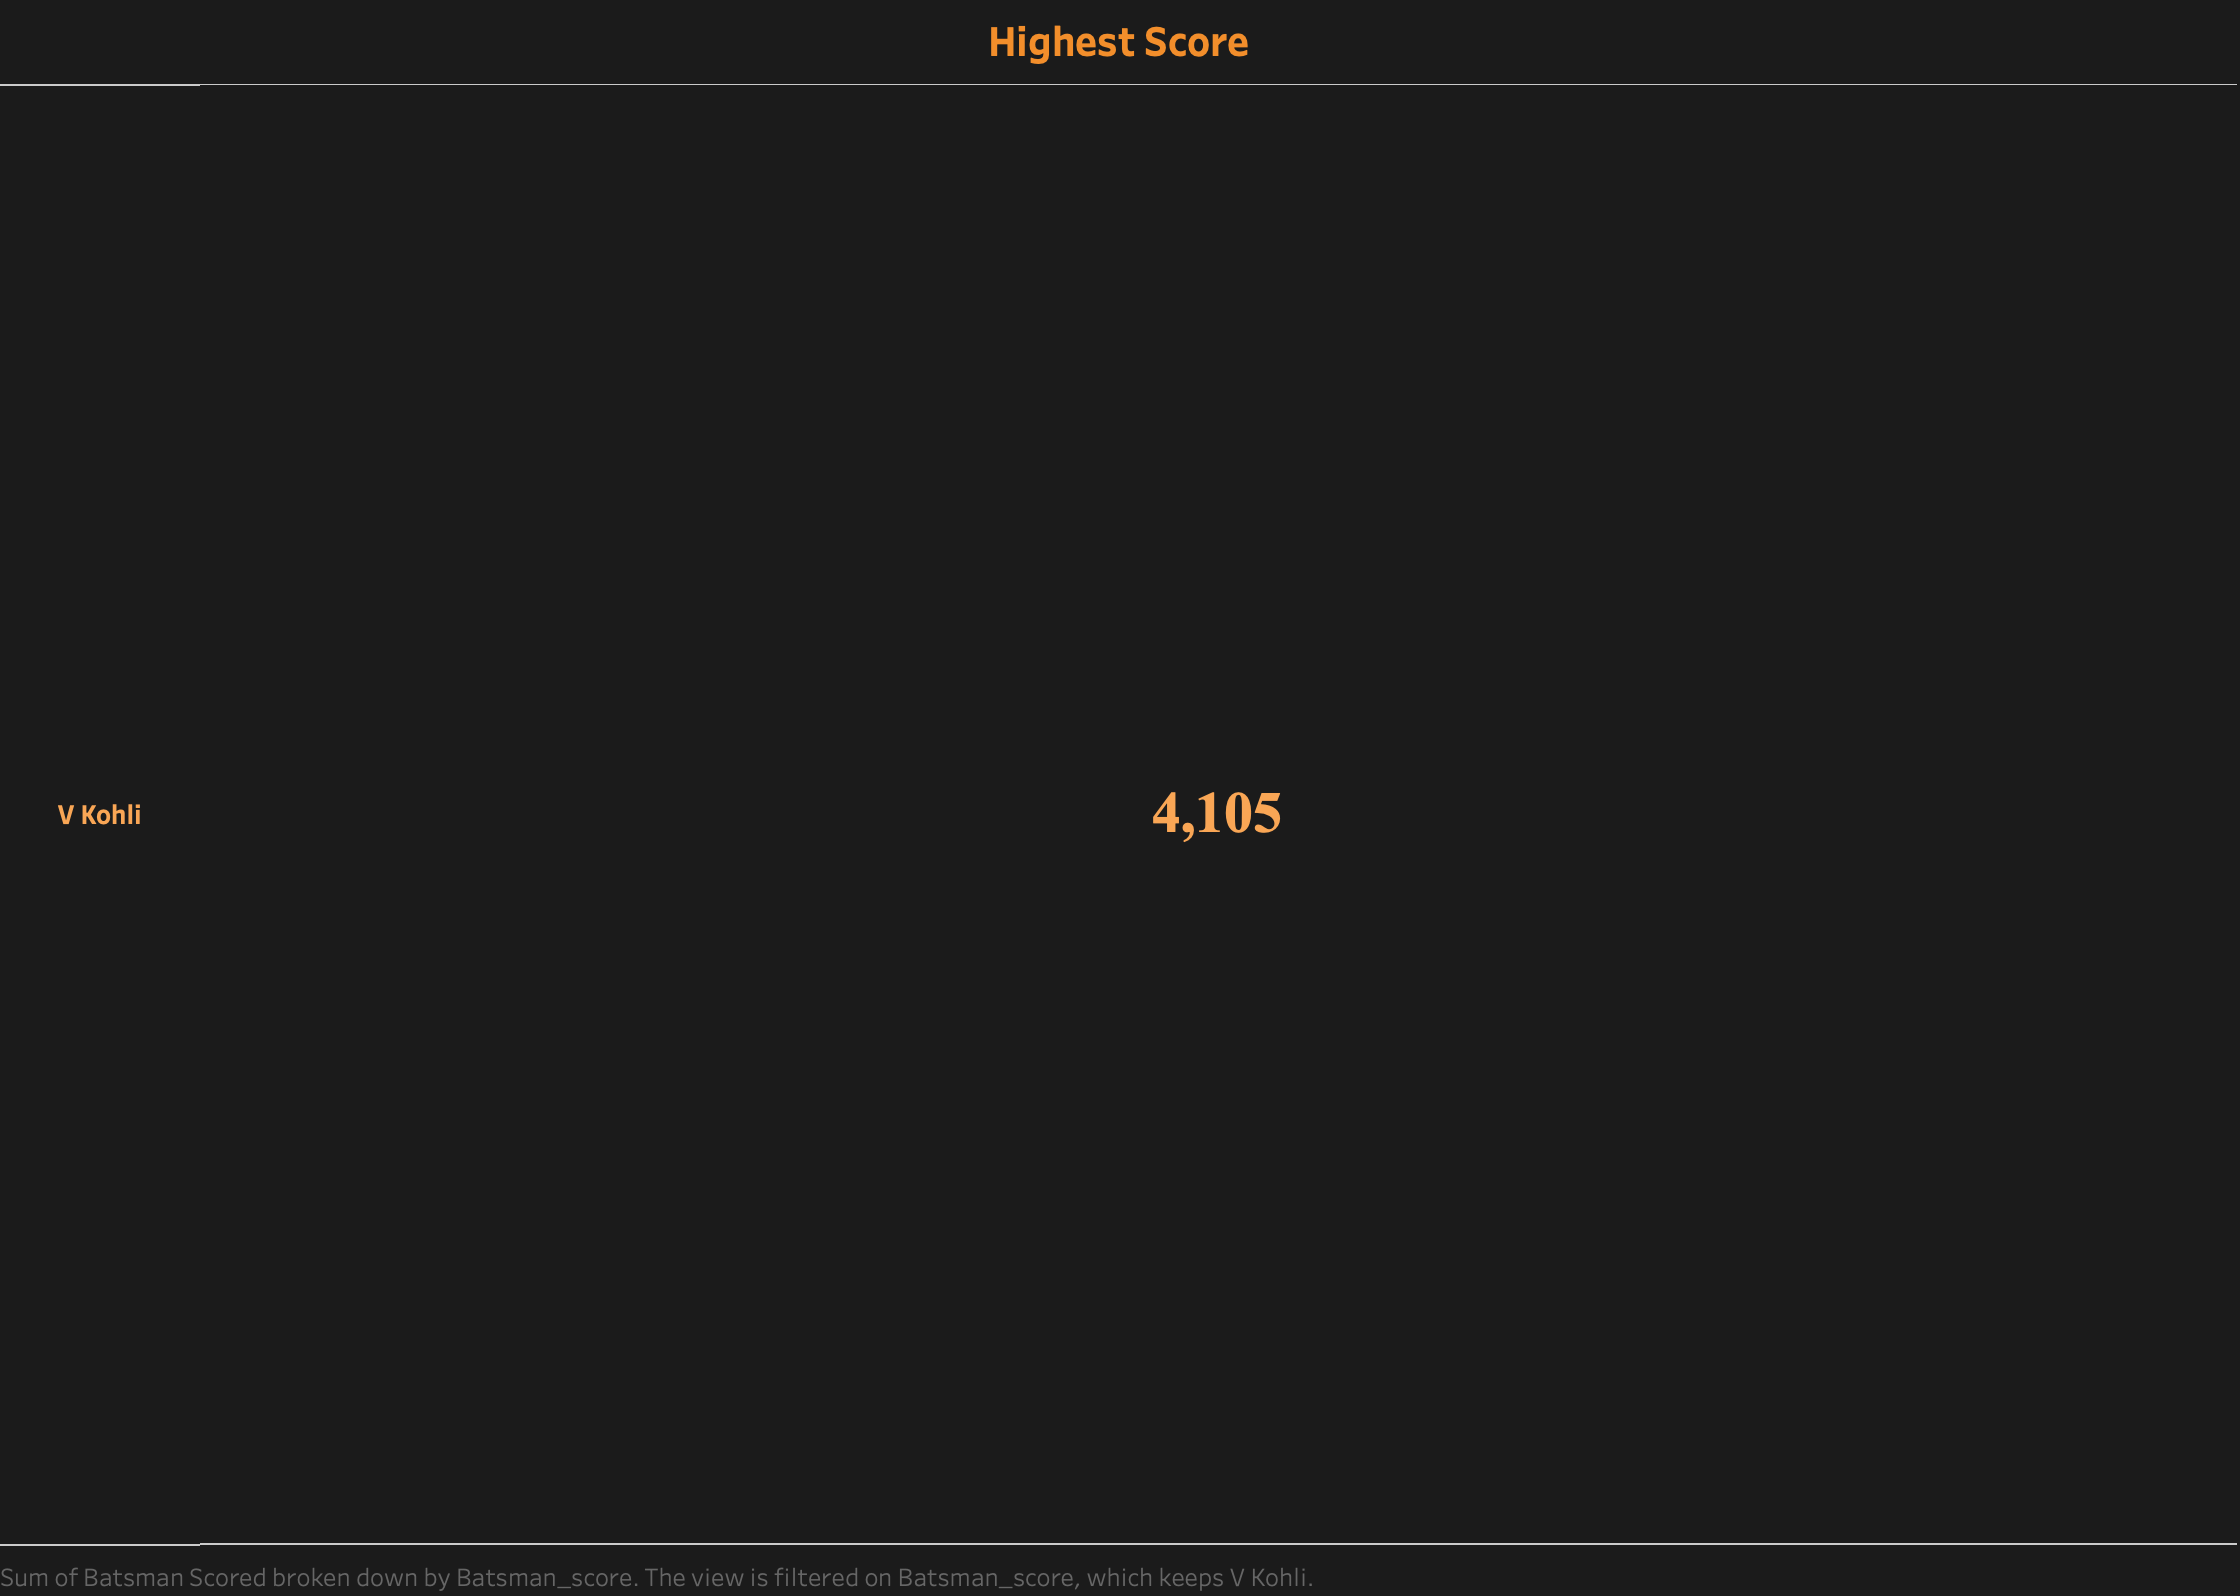 Highest Score
V Kohli 4,105
Sum of Batsman Scored broken down by Batsman_score. The view is filtered on Batsman_score, which keeps V Kohli.